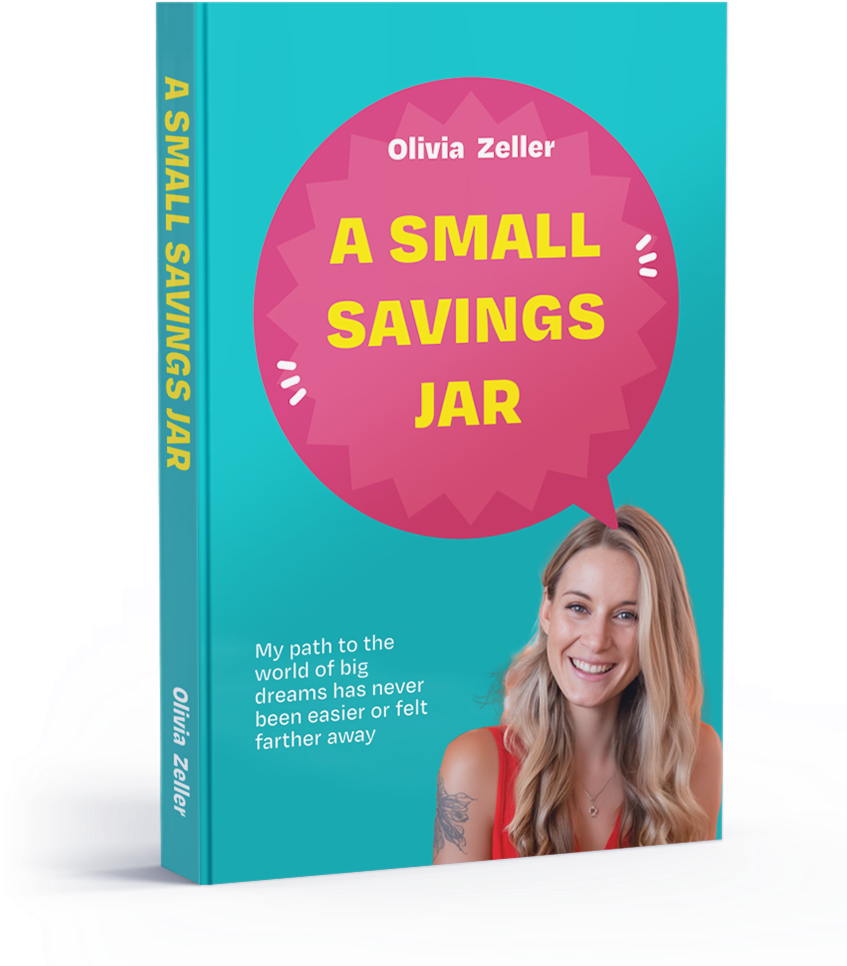 A SMALL SAVINGS JAR
Olivia Zeller
Olivia Zeller
A SMALL
SAVINGS
JAR
My path to the
world of big
dreams has never
been easier or felt
farther away